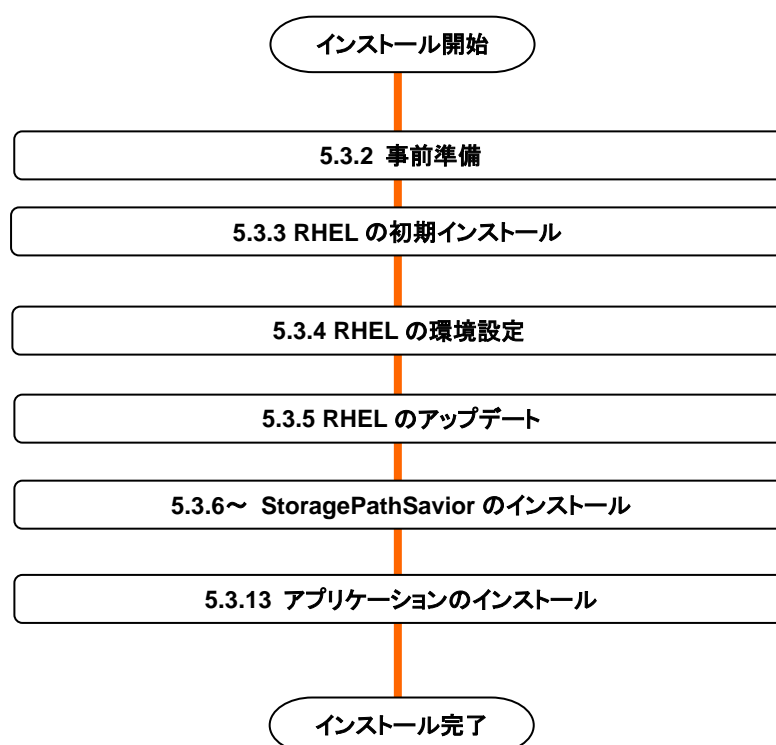 インストール開始
5.3.2 事前準備
5.3.3 RHEL の初期インストール
5.3.4 RHEL の環境設定
5.3.5 RHEL のアップデート
5.3.6～ StoragePathSavior のインストール
5.3.13 アプリケーションのインストール
インストール完了